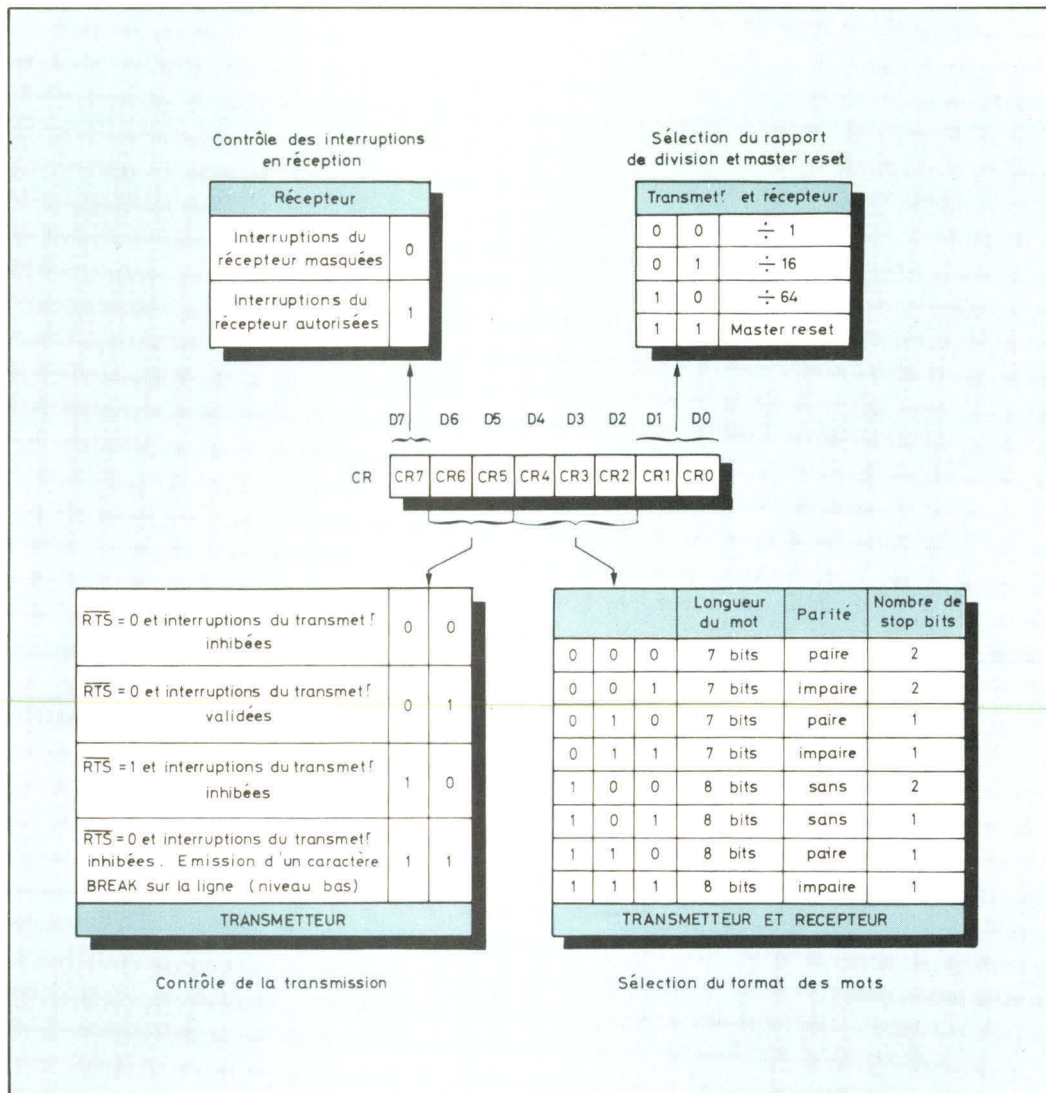 Contrôle des interruptions
en réception
Récepteur
Interruptions du
récepteur masquées
0
Interruptions du
récepteur autorisées
1
Sélection du rapport
de division et master reset
Transmetr et récepteur
0 0 ÷ 1
0 1 ÷ 16
1 0 ÷ 64
1 1 Master reset
D7 D6 D5 D4 D3 D2 D1 D0
CR CR7 CR6 CR5 CR4 CR3 CR2 CR1 CR0
RTS = 0 et interruptions du transmetr
inhibées
0 0
RTS = 0 et interruptions du transmetr
validées
0 1
RTS = 1 et interruptions du transmetr
inhibées
1 0
RTS = 0 et interruptions du transmetr
inhibées. Emission d'un caractère
BREAK sur la ligne (niveau bas)
1 1
TRANSMETTEUR
Contrôle de la transmission
Longueur
du mot
Parité
Nombre de
stop bits
0 0 0 7 bits paire 2
0 0 1 7 bits impaire 2
0 1 0 7 bits paire 1
0 1 1 7 bits impaire 1
1 0 0 8 bits sans 2
1 0 1 8 bits sans 1
1 1 0 8 bits paire 1
1 1 1 8 bits impaire 1
TRANSMETTEUR ET RECEPTEUR
Sélection du format des mots